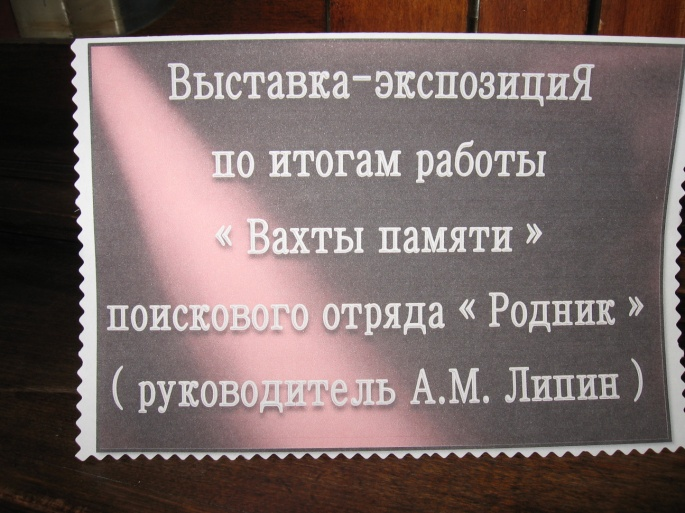 Выставка-экспозициЯ
по итогам работы
« Вахты памяти »
поискового отряда « Родник »
( руководитель А.М. Липин )